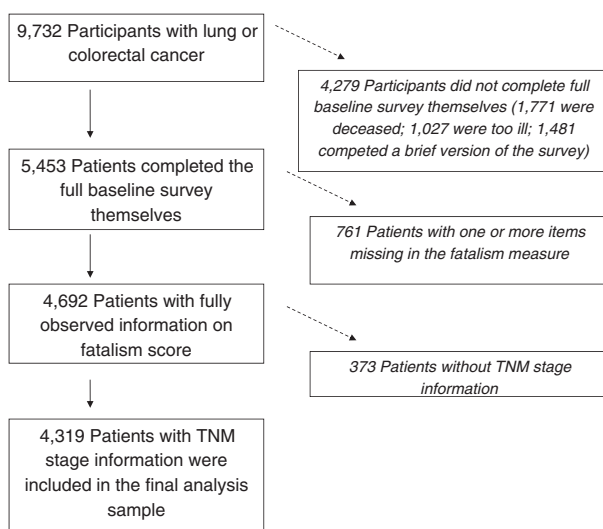 9,732 Participants with lung or
colorectal cancer
4,279 Participants did not complete full
baseline survey themselves (1,771 were
deceased; 1,027 were too ill; 1,481
competed a brief version of the survey)
5,453 Patients completed the
full baseline survey
themselves
761 Patients with one or more items
missing in the fatalism measure
4,692 Patients with fully
observed information on
fatalism score
373 Patients without TNM stage
information
4,319 Patients with TNM
stage information were
included in the final analysis
sample